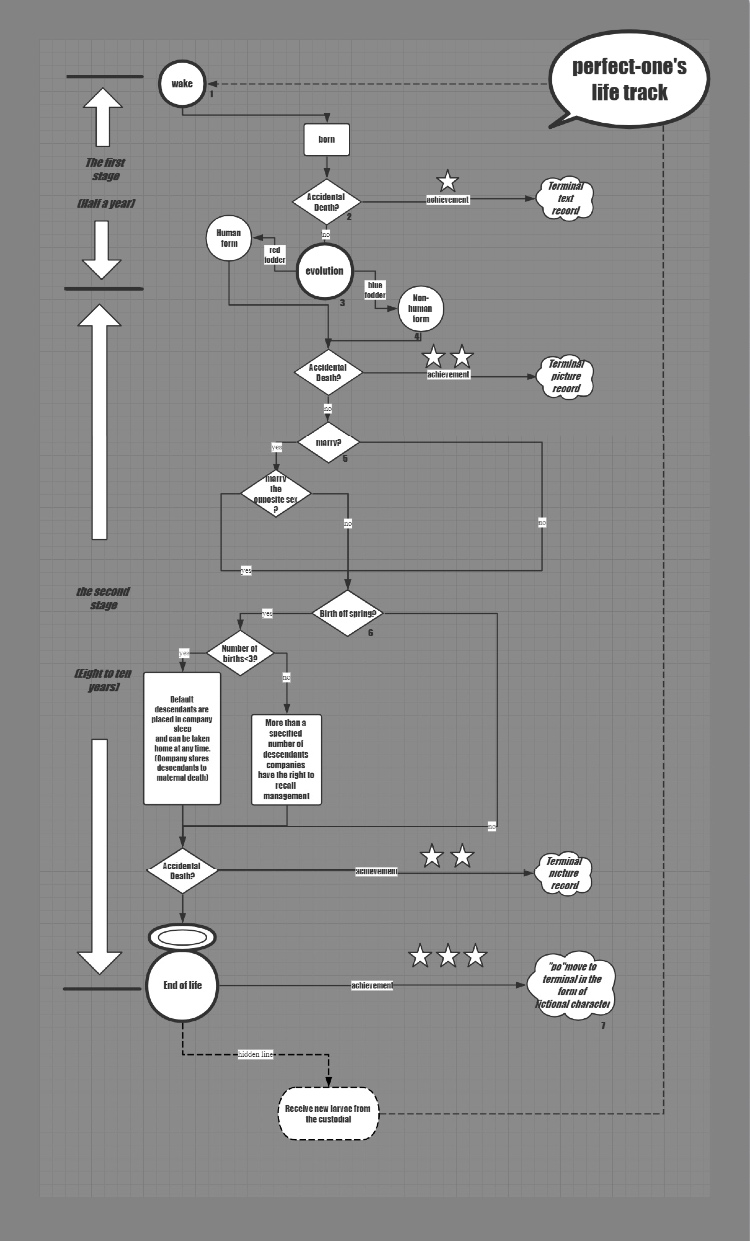 perfect-one's
life track
wake
1
born
The first
stage
(Half a year)
Accidental
Death?
2
achievement
Terminal
text
record
no
Human
form
red
fodder
evolution
3
blue
fodder
Non-
human
form
4
Accidental
Death?
achievement
Terminal
picture
record
no
marry?
5
yes
marry
the
opposite sex
?
no
no
yes
the second
stage
(Eight to ten
years)
Birth off spring?
6
yes
Number of
births<3?
yes
no
Default
descendants are
placed in company
sleep
and can be taken
home at any time.
(Company stores
descendants to
maternal death)
More than a
specified
number of
descendants
companies
have the right to
recall
management
no
Accidental
Death?
achievement
Terminal
picture
record
End of life
achievement
"po"move to
terminal in the
form of
fictional character
7
hidden line
Receive new larvae from
the custodial